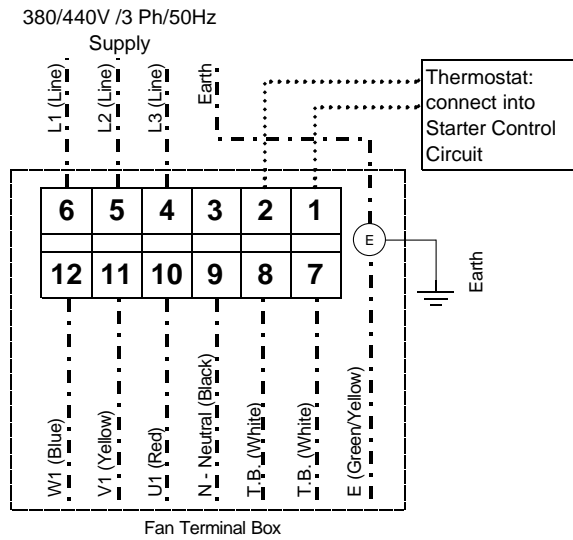 380/440V /3 Ph/50Hz
Supply
L1 (Line)
L2 (Line)
L3 (Line)
Earth
Thermostat:
connect into
Starter Control
Circuit
6 5 4 3 2 1
E
12 11 10 9 8 7
Earth
W1 (Blue)
V1 (Yellow)
U1 (Red)
N - Neutral (Black)
T.B. (White)
T.B. (White)
E (Green/Yellow)
Fan Terminal Box